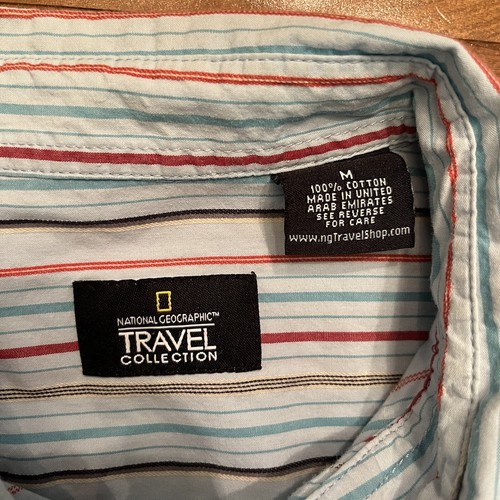 M
100% COTTON
MADE IN UNITED
ARAB EMIRATES
SEE REVERSE
FOR CARE
www.ngTravelShop.com
NATIONAL GEOGRAPHIC™
TRAVEL
COLLECTION